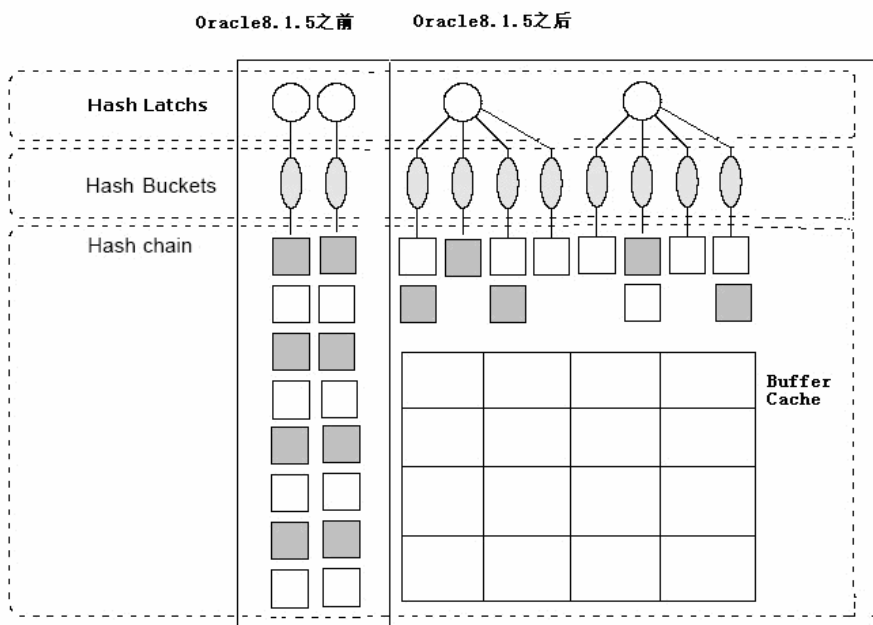 Oracle8.1.5之前
Oracle8.1.5之后
Hash Latchs
Hash Buckets
Hash chain
Buffer
Cache